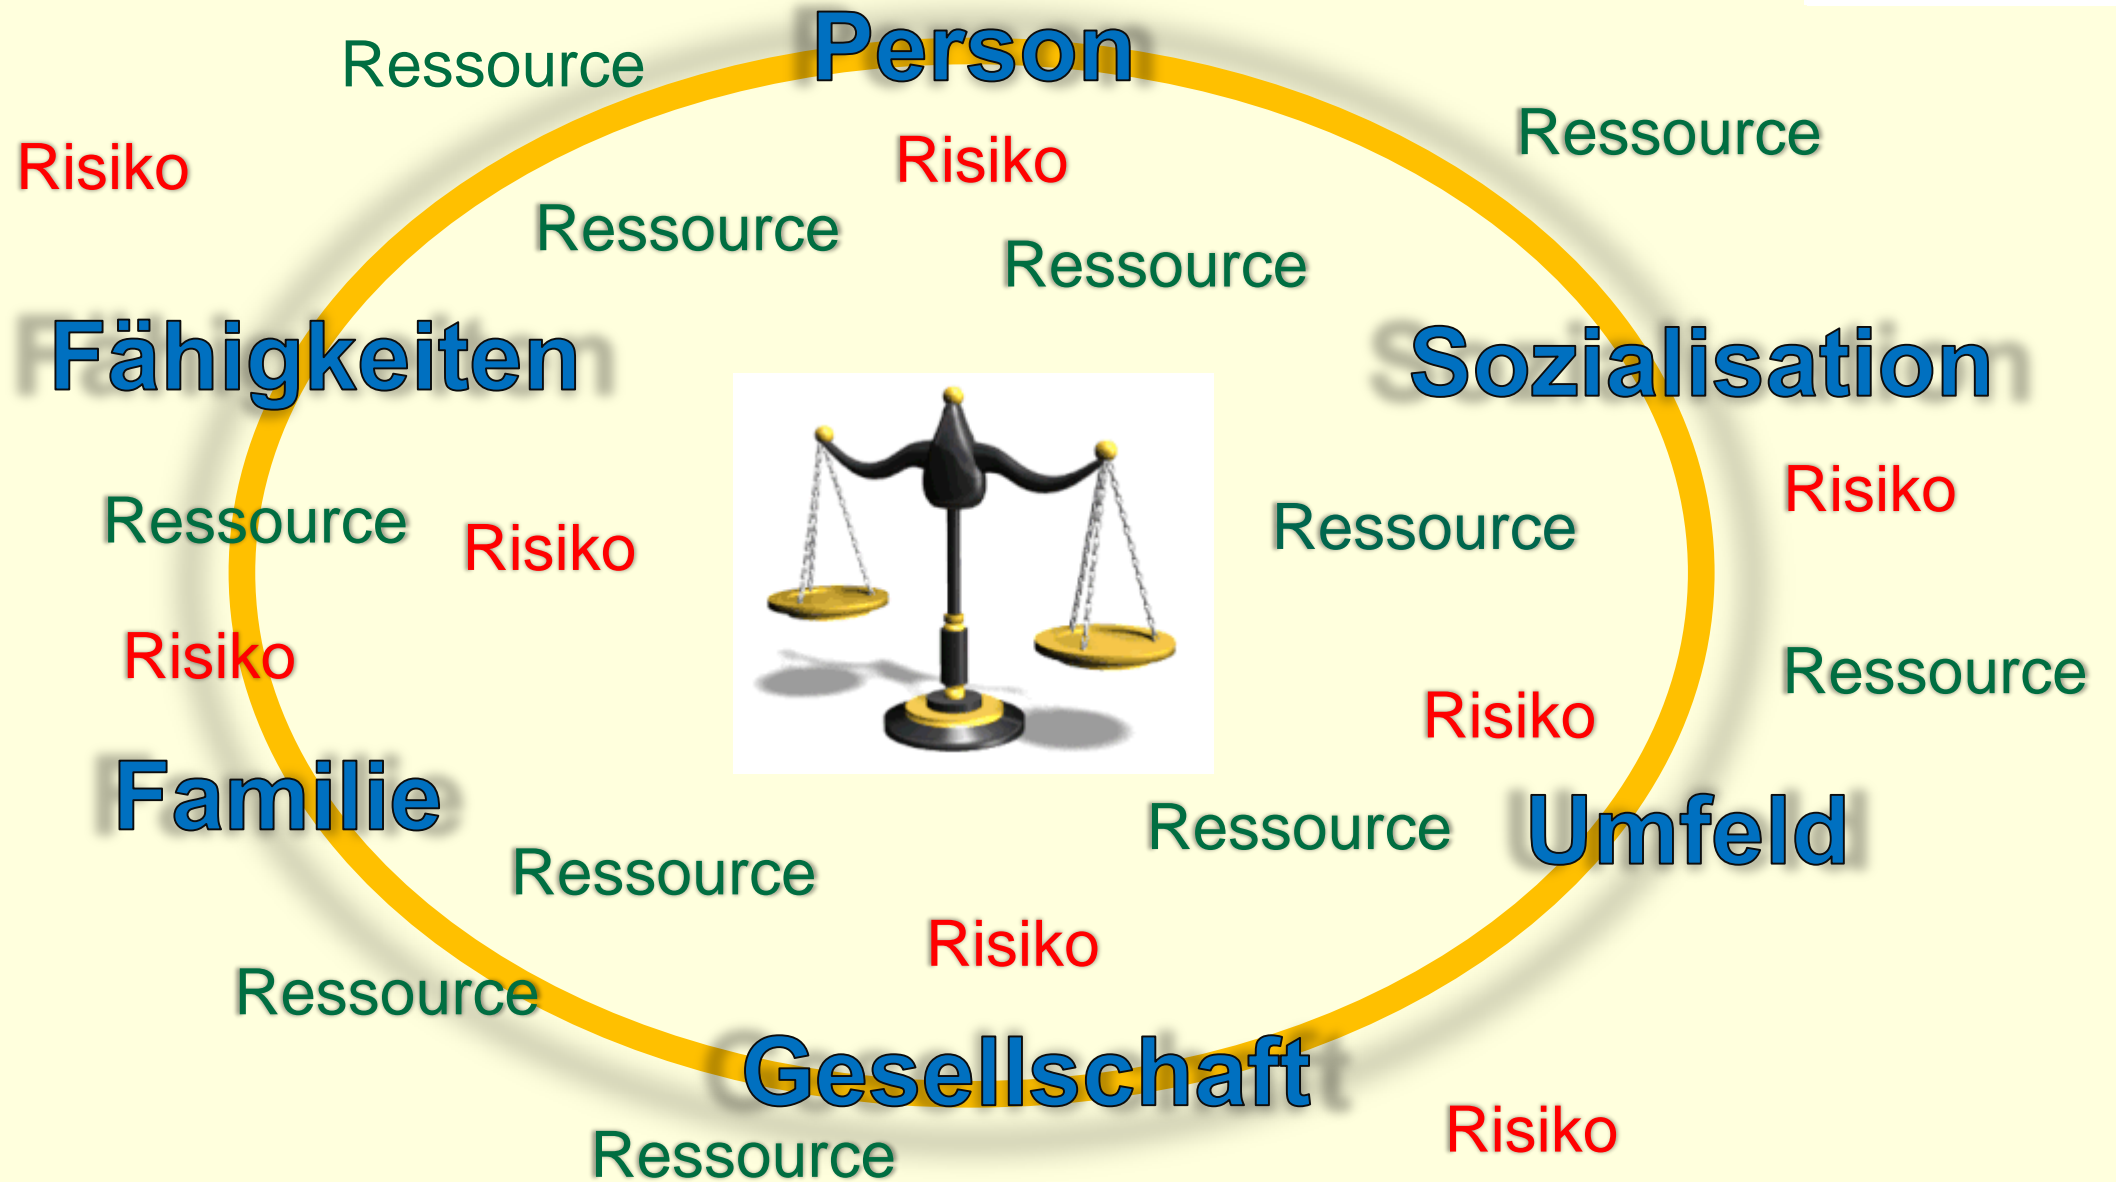 Person
Ressource
Ressource
Risiko
Risiko
Ressource
Ressource
Fähigkeiten
Sozialisation
Risiko
Ressource
Ressource
Risiko
Risiko
Ressource
Risiko
Familie
Umfeld
Ressource
Ressource
Risiko
Ressource
Gesellschaft
Risiko
Ressource